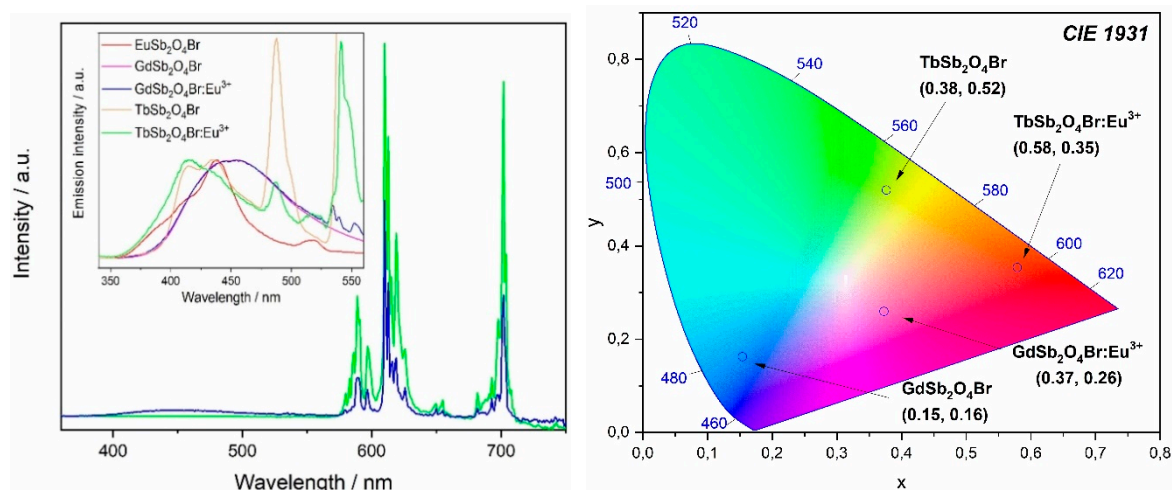 Intensity / a.u.
Emission intensity / a.u.
EuSb₂O₄Br
GdSb₂O₄Br
GdSb₂O₄Br:Eu³⁺
TbSb₂O₄Br
TbSb₂O₄Br:Eu³⁺
350 400 450 500 550
Wavelength / nm
400 500 600 700
Wavelength / nm
CIE 1931
y
0,8
0,6
0,4
0,2
0,0
520
540
560
580
600
620
500
480
460
TbSb₂O₄Br
(0.38, 0.52)
TbSb₂O₄Br:Eu³⁺
(0.58, 0.35)
GdSb₂O₄Br:Eu³⁺
(0.37, 0.26)
GdSb₂O₄Br
(0.15, 0.16)
0,0 0,1 0,2 0,3 0,4 0,5 0,6 0,7 0,8
x